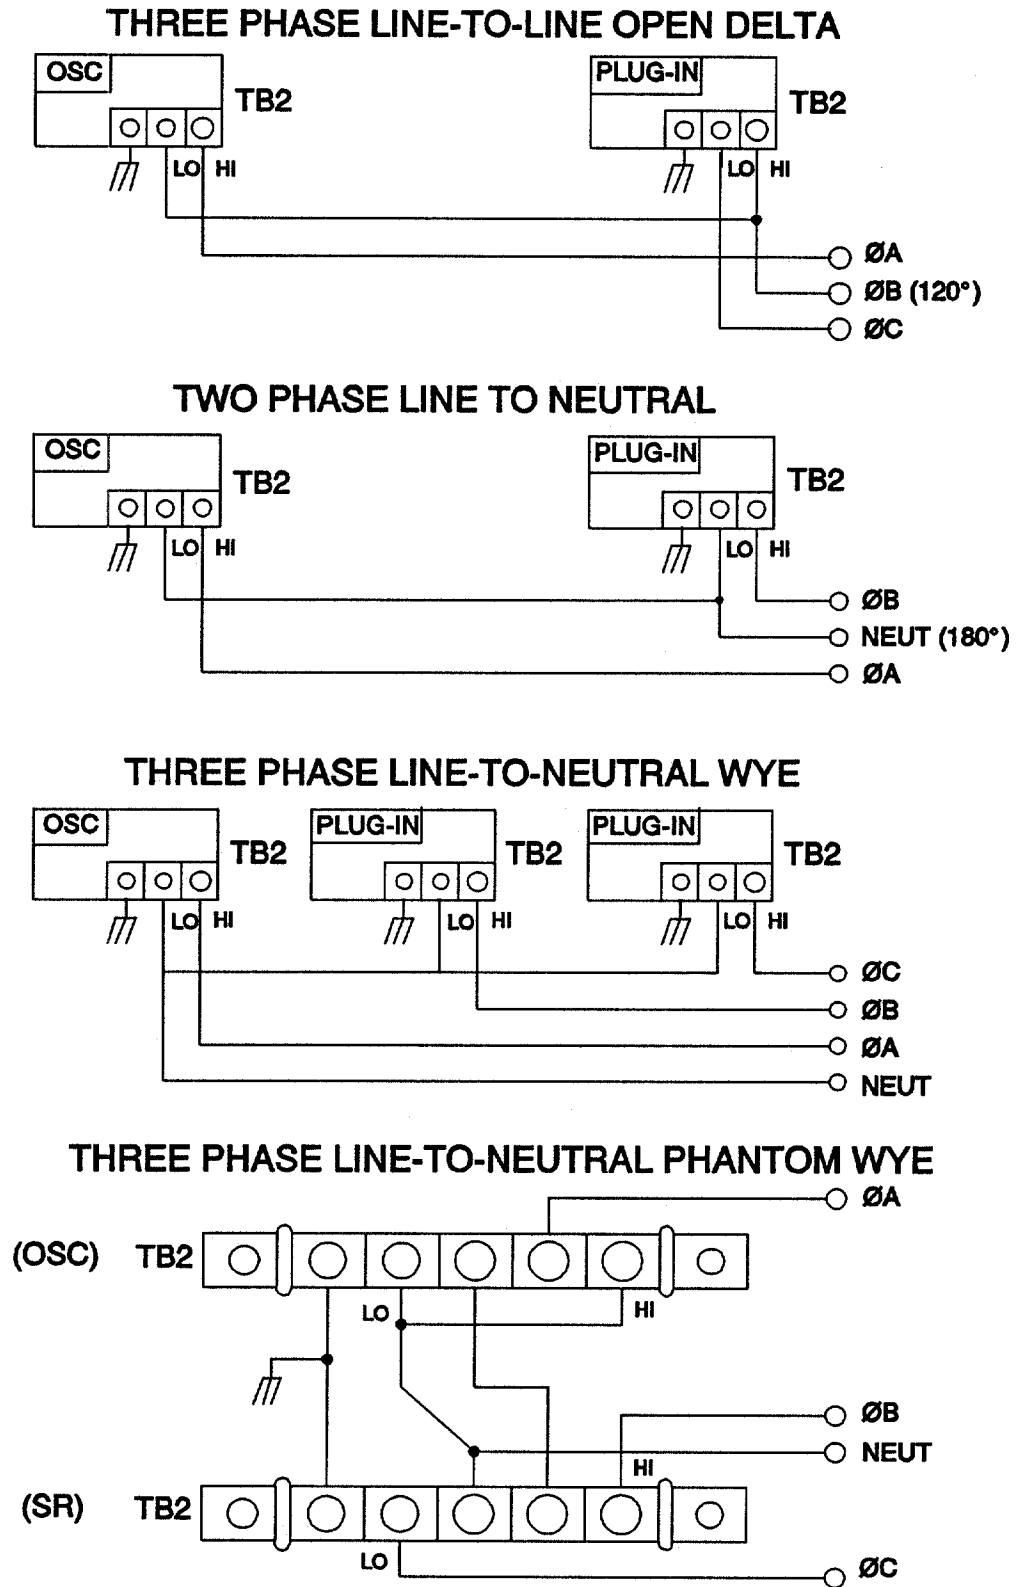 THREE PHASE LINE-TO-LINE OPEN DELTA
OSC
TB2
PLUG-IN
TB2
LO HI
LO HI
ØA
ØB (120°)
ØC
TWO PHASE LINE TO NEUTRAL
OSC
TB2
PLUG-IN
TB2
LO HI
LO HI
ØB
NEUT (180°)
ØA
THREE PHASE LINE-TO-NEUTRAL WYE
OSC
TB2
PLUG-IN
TB2
PLUG-IN
TB2
LO HI
LO HI
LO HI
ØC
ØB
ØA
NEUT
THREE PHASE LINE-TO-NEUTRAL PHANTOM WYE
ØA
(OSC) TB2
LO
HI
ØB
NEUT
HI
(SR) TB2
LO
ØC